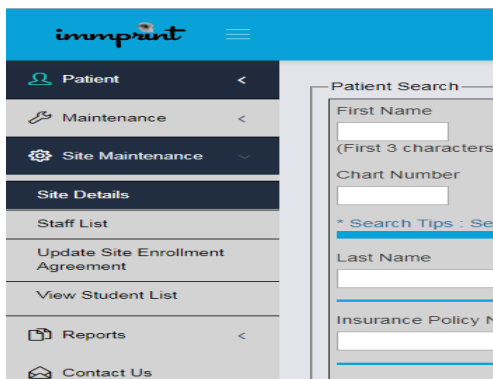 immprint
Patient
Maintenance
Site Maintenance
Site Details
Staff List
Update Site Enrollment
Agreement
View Student List
Reports
Contact Us
Patient Search
First Name
(First 3 characters
Chart Number
* Search Tips : Se
Last Name
Insurance Policy N